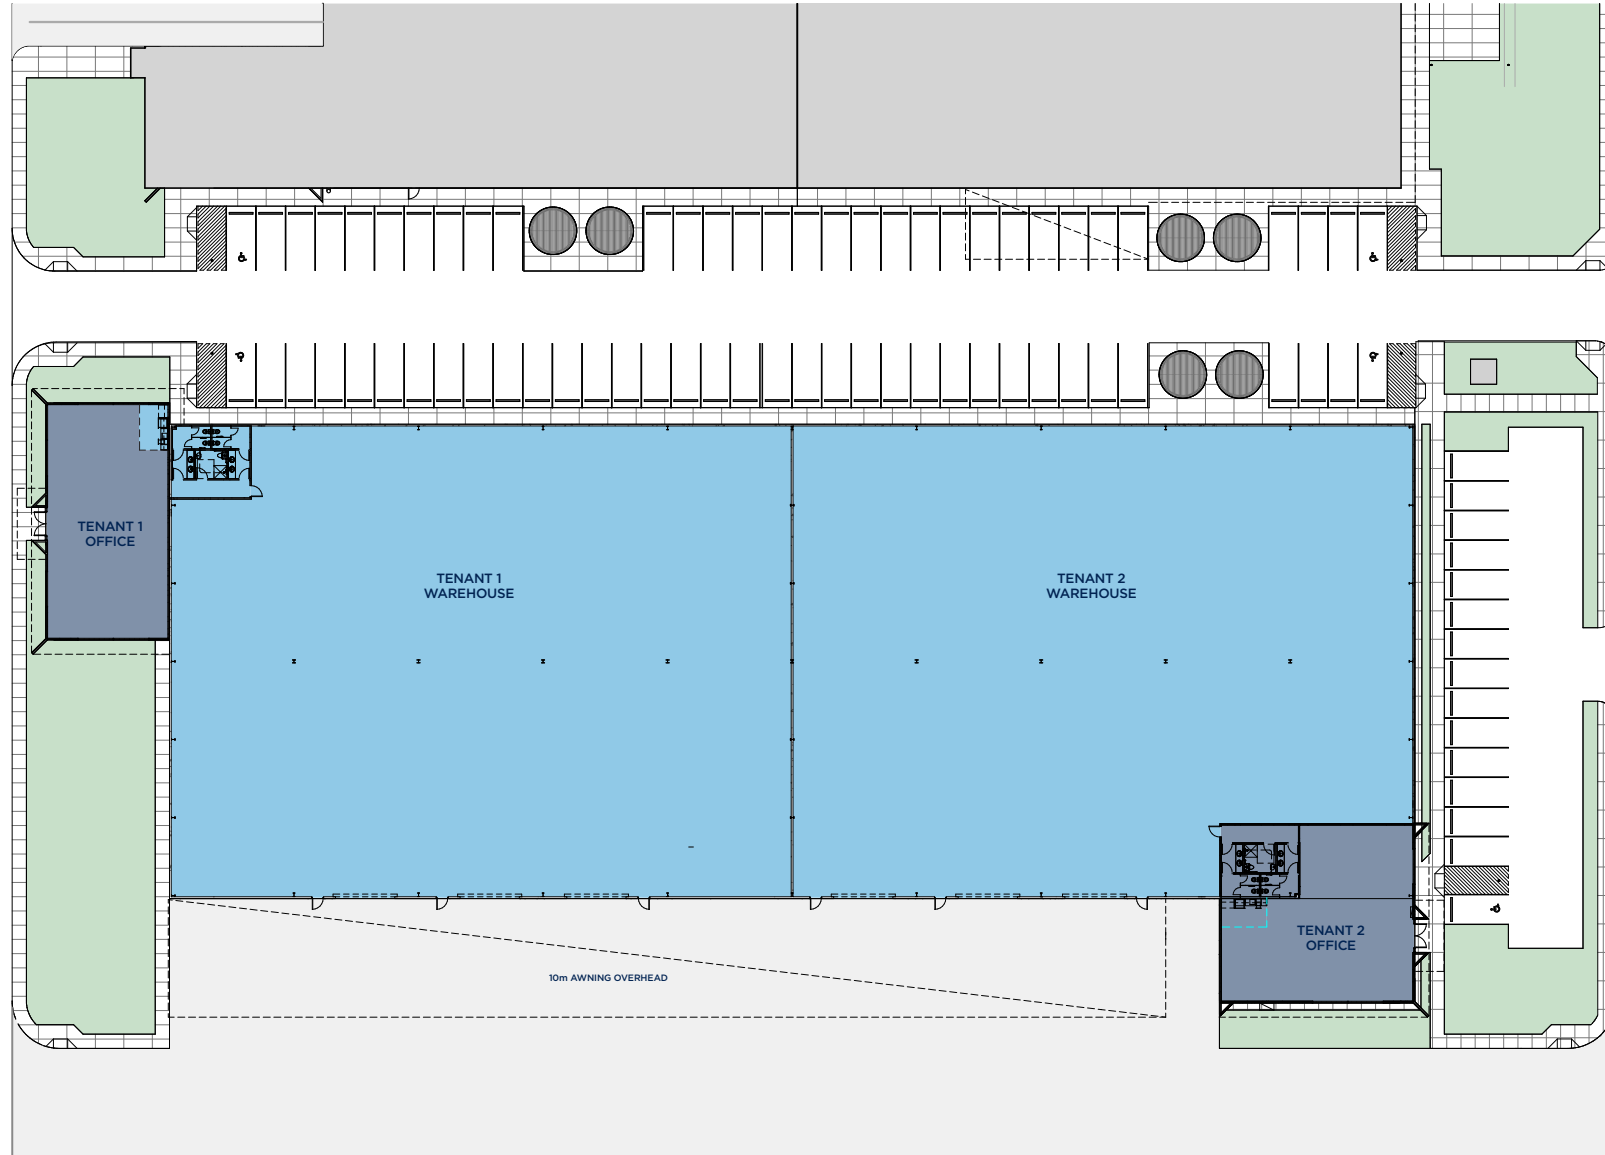 TENANT 1
OFFICE
TENANT 1
WAREHOUSE
TENANT 2
WAREHOUSE
TENANT 2
OFFICE
10m AWNING OVERHEAD